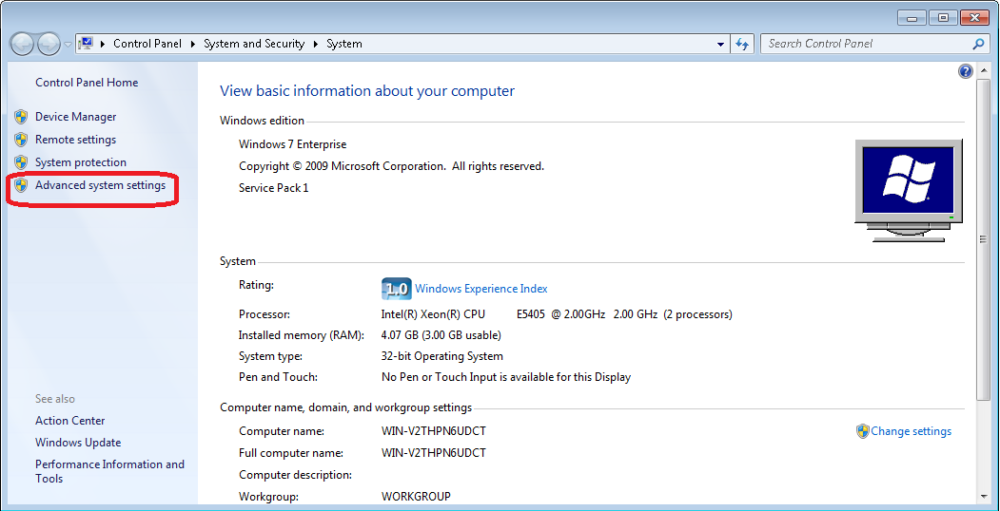 Control Panel System and Security System
Search Control Panel
Control Panel Home
Device Manager
Remote settings
System protection
Advanced system settings
See also
Action Center
Windows Update
Performance Information and
Tools
View basic information about your computer
Windows edition
Windows 7 Enterprise
Copyright © 2009 Microsoft Corporation. All rights reserved.
Service Pack 1
System
Rating: 1.0 Windows Experience Index
Processor: Intel(R) Xeon(R) CPU E5405 @ 2.00GHz 2.00 GHz (2 processors)
Installed memory (RAM): 4.07 GB (3.00 GB usable)
System type: 32-bit Operating System
Pen and Touch: No Pen or Touch Input is available for this Display
Computer name, domain, and workgroup settings
Computer name: WIN-V2THPN6UDCT Change settings
Full computer name: WIN-V2THPN6UDCT
Computer description:
Workgroup: WORKGROUP